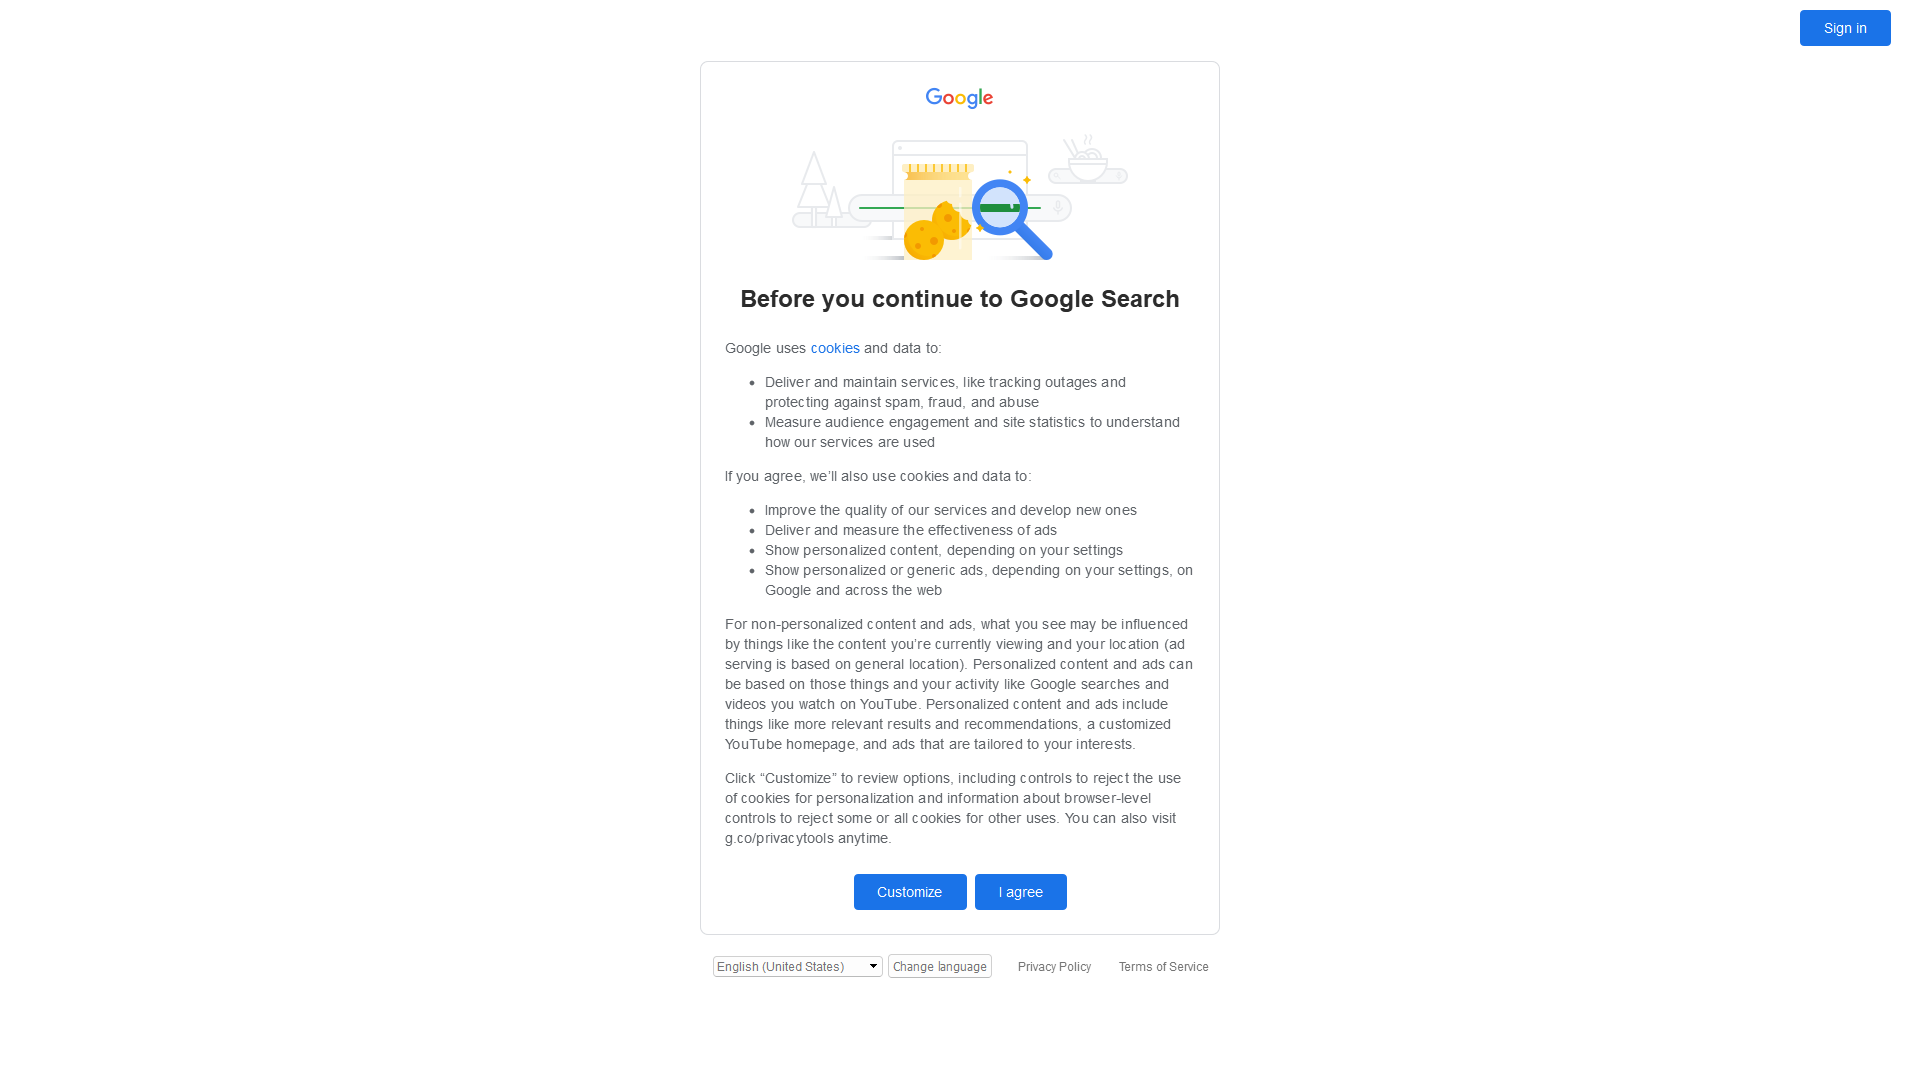 Sign in
Google
Before you continue to Google Search
Google uses cookies and data to:
• Deliver and maintain services, like tracking outages and
protecting against spam, fraud, and abuse
• Measure audience engagement and site statistics to understand
how our services are used
If you agree, we’ll also use cookies and data to:
• Improve the quality of our services and develop new ones
• Deliver and measure the effectiveness of ads
• Show personalized content, depending on your settings
• Show personalized or generic ads, depending on your settings, on
Google and across the web
For non-personalized content and ads, what you see may be influenced
by things like the content you’re currently viewing and your location (ad
serving is based on general location). Personalized content and ads can
be based on those things and your activity like Google searches and
videos you watch on YouTube. Personalized content and ads include
things like more relevant results and recommendations, a customized
YouTube homepage, and ads that are tailored to your interests.
Click “Customize” to review options, including controls to reject the use
of cookies for personalization and information about browser-level
controls to reject some or all cookies for other uses. You can also visit
g.co/privacytools anytime.
Customize I agree
English (United States) Change language Privacy Policy Terms of Service